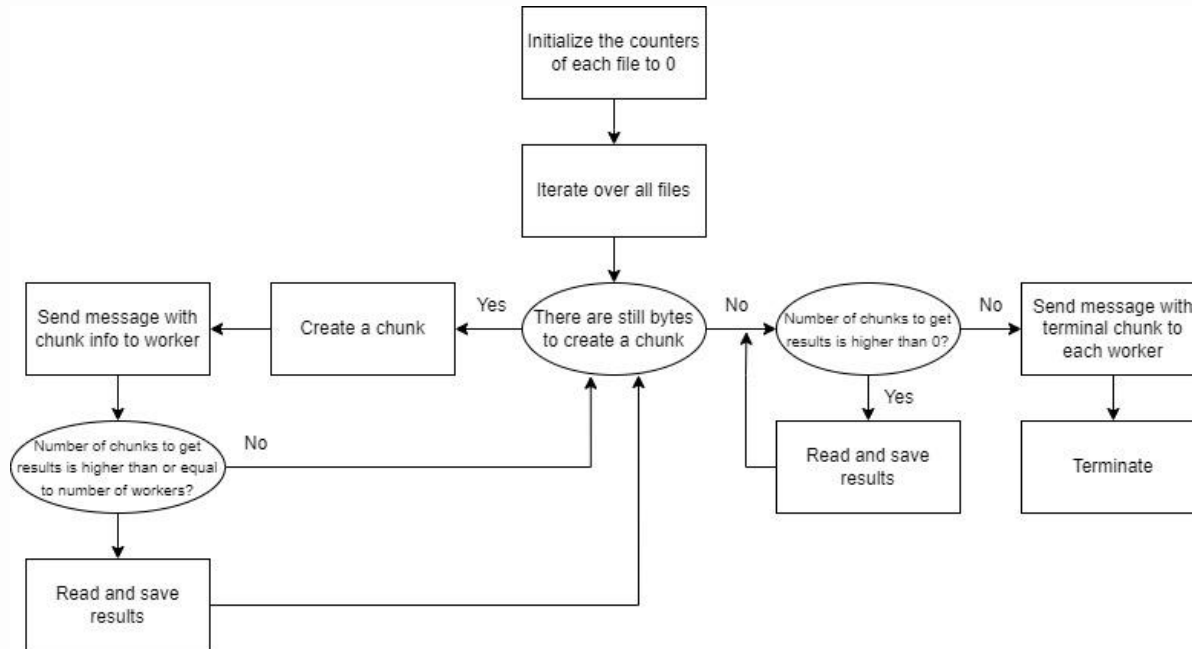 Initialize the counters
of each file to 0
Iterate over all files
There are still bytes
to create a chunk
Yes
Create a chunk
Send message with
chunk info to worker
Number of chunks to get
results is higher than or equal
to number of workers?
No
Read and save
results
No
Number of chunks to get
results is higher than 0?
Yes
Read and save
results
No
Send message with
terminal chunk to
each worker
Terminate